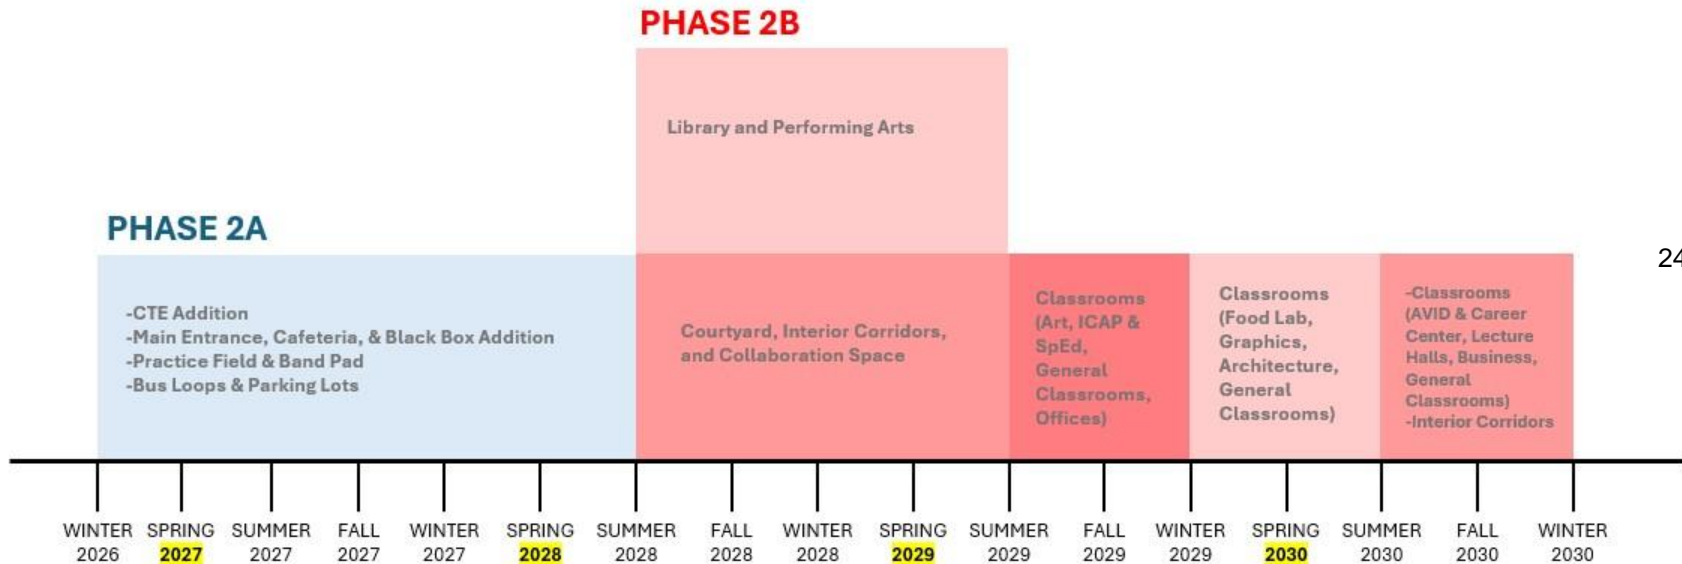 PHASE 2B
Library and Performing Arts
PHASE 2A
-CTE Addition
-Main Entrance, Cafeteria, & Black Box Addition
-Practice Field & Band Pad
-Bus Loops & Parking Lots
Courtyard, Interior Corridors,
and Collaboration Space
Classrooms
(Art, ICAP &
SpEd,
General
Classrooms,
Offices)
Classrooms
(Food Lab,
Graphics,
Architecture,
General
Classrooms)
-Classrooms
(AVID & Career
Center, Lecture
Halls, Business,
General
Classrooms)
-Interior Corridors
24
WINTER
2026
SPRING
2027
SUMMER
2027
FALL
2027
WINTER
2027
SPRING
2028
SUMMER
2028
FALL
2028
WINTER
2028
SPRING
2029
SUMMER
2029
FALL
2029
WINTER
2029
SPRING
2030
SUMMER
2030
FALL
2030
WINTER
2030